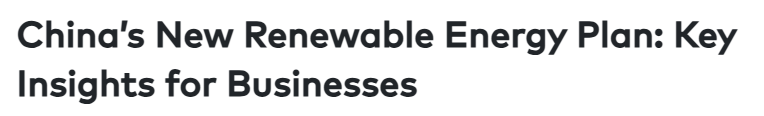 China's New Renewable Energy Plan: Key
Insights for Businesses